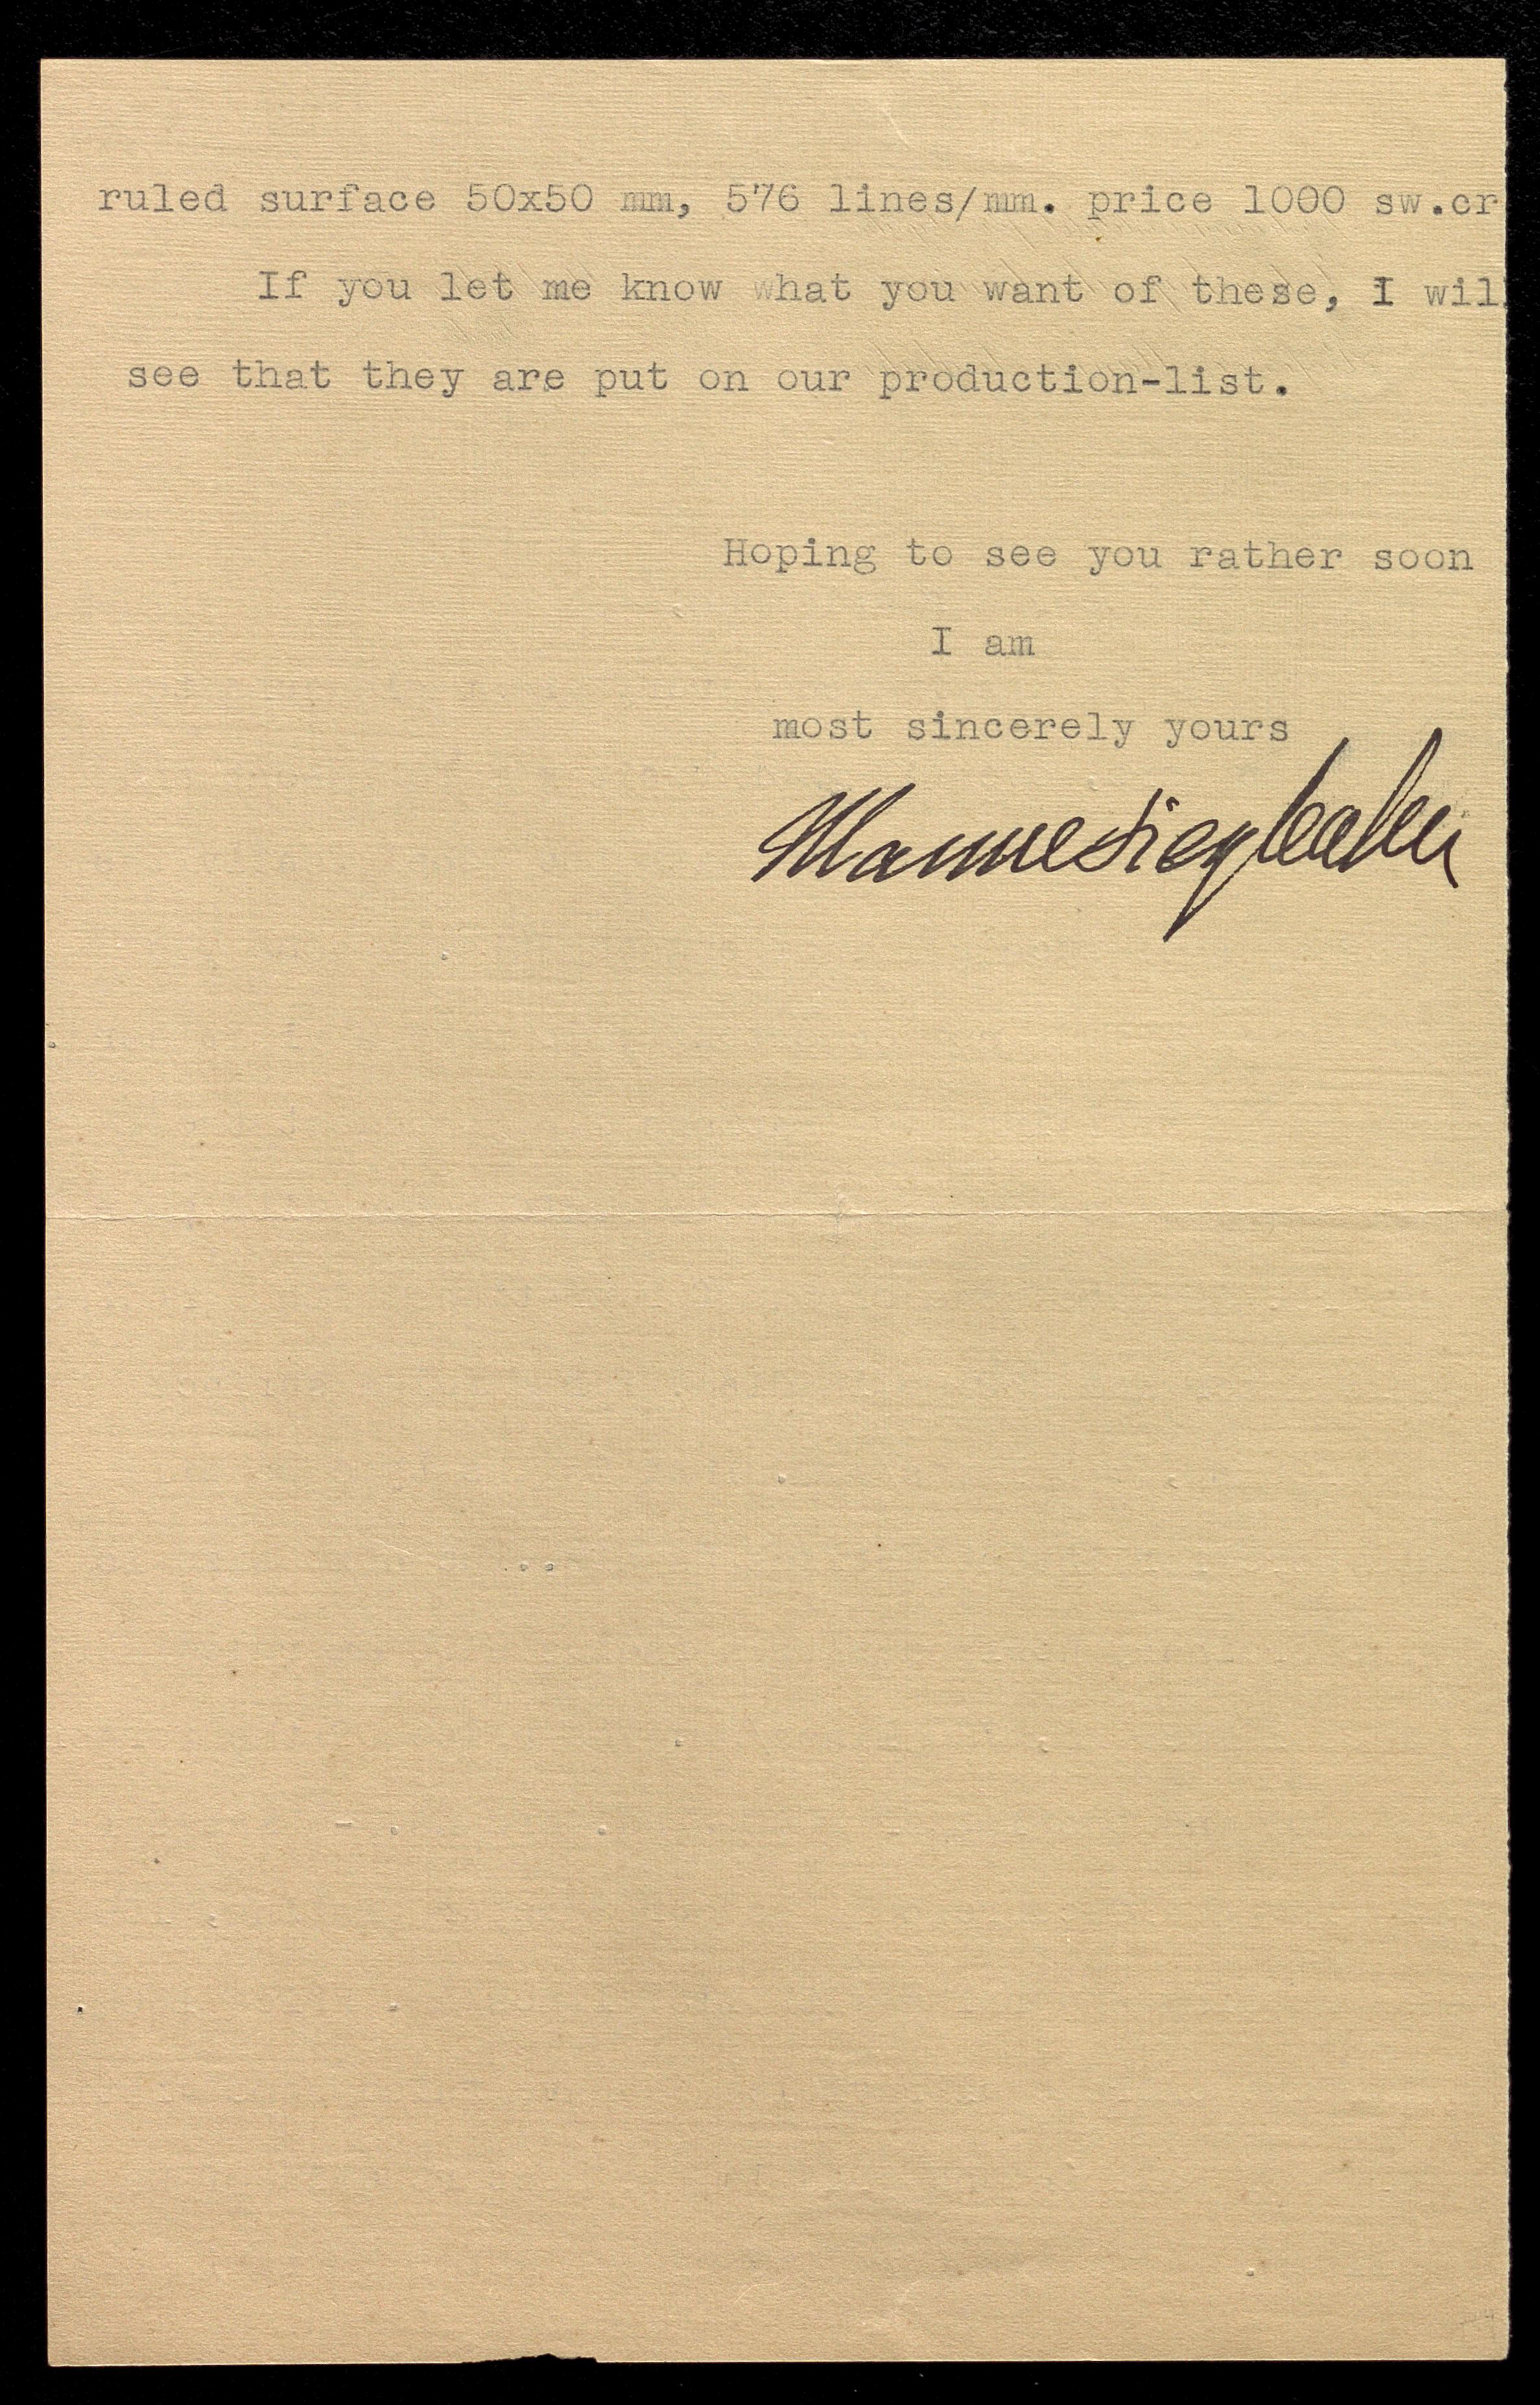 ruled surface 50x50 mm, 576 lines/mm. price 1000 sw.cr
If you let me know what you want of these, I wil
see that they are put on our production-list.
Hoping to see you rather soon
I am
most sincerely yours
Manne Siegbahn